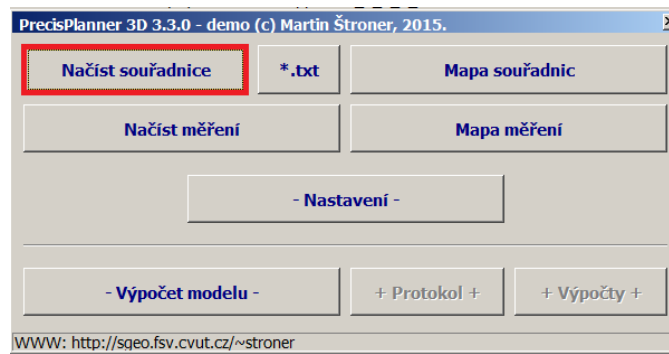 PrecisPlanner 3D 3.3.0 - demo (c) Martin Štroner, 2015.
Načíst souřadnice *.txt Mapa souřadnic
Načíst měření Mapa měření
- Nastavení -
- Výpočet modelu - + Protokol + + Výpočty +
WWW: http://sgeo.fsv.cvut.cz/~stroner